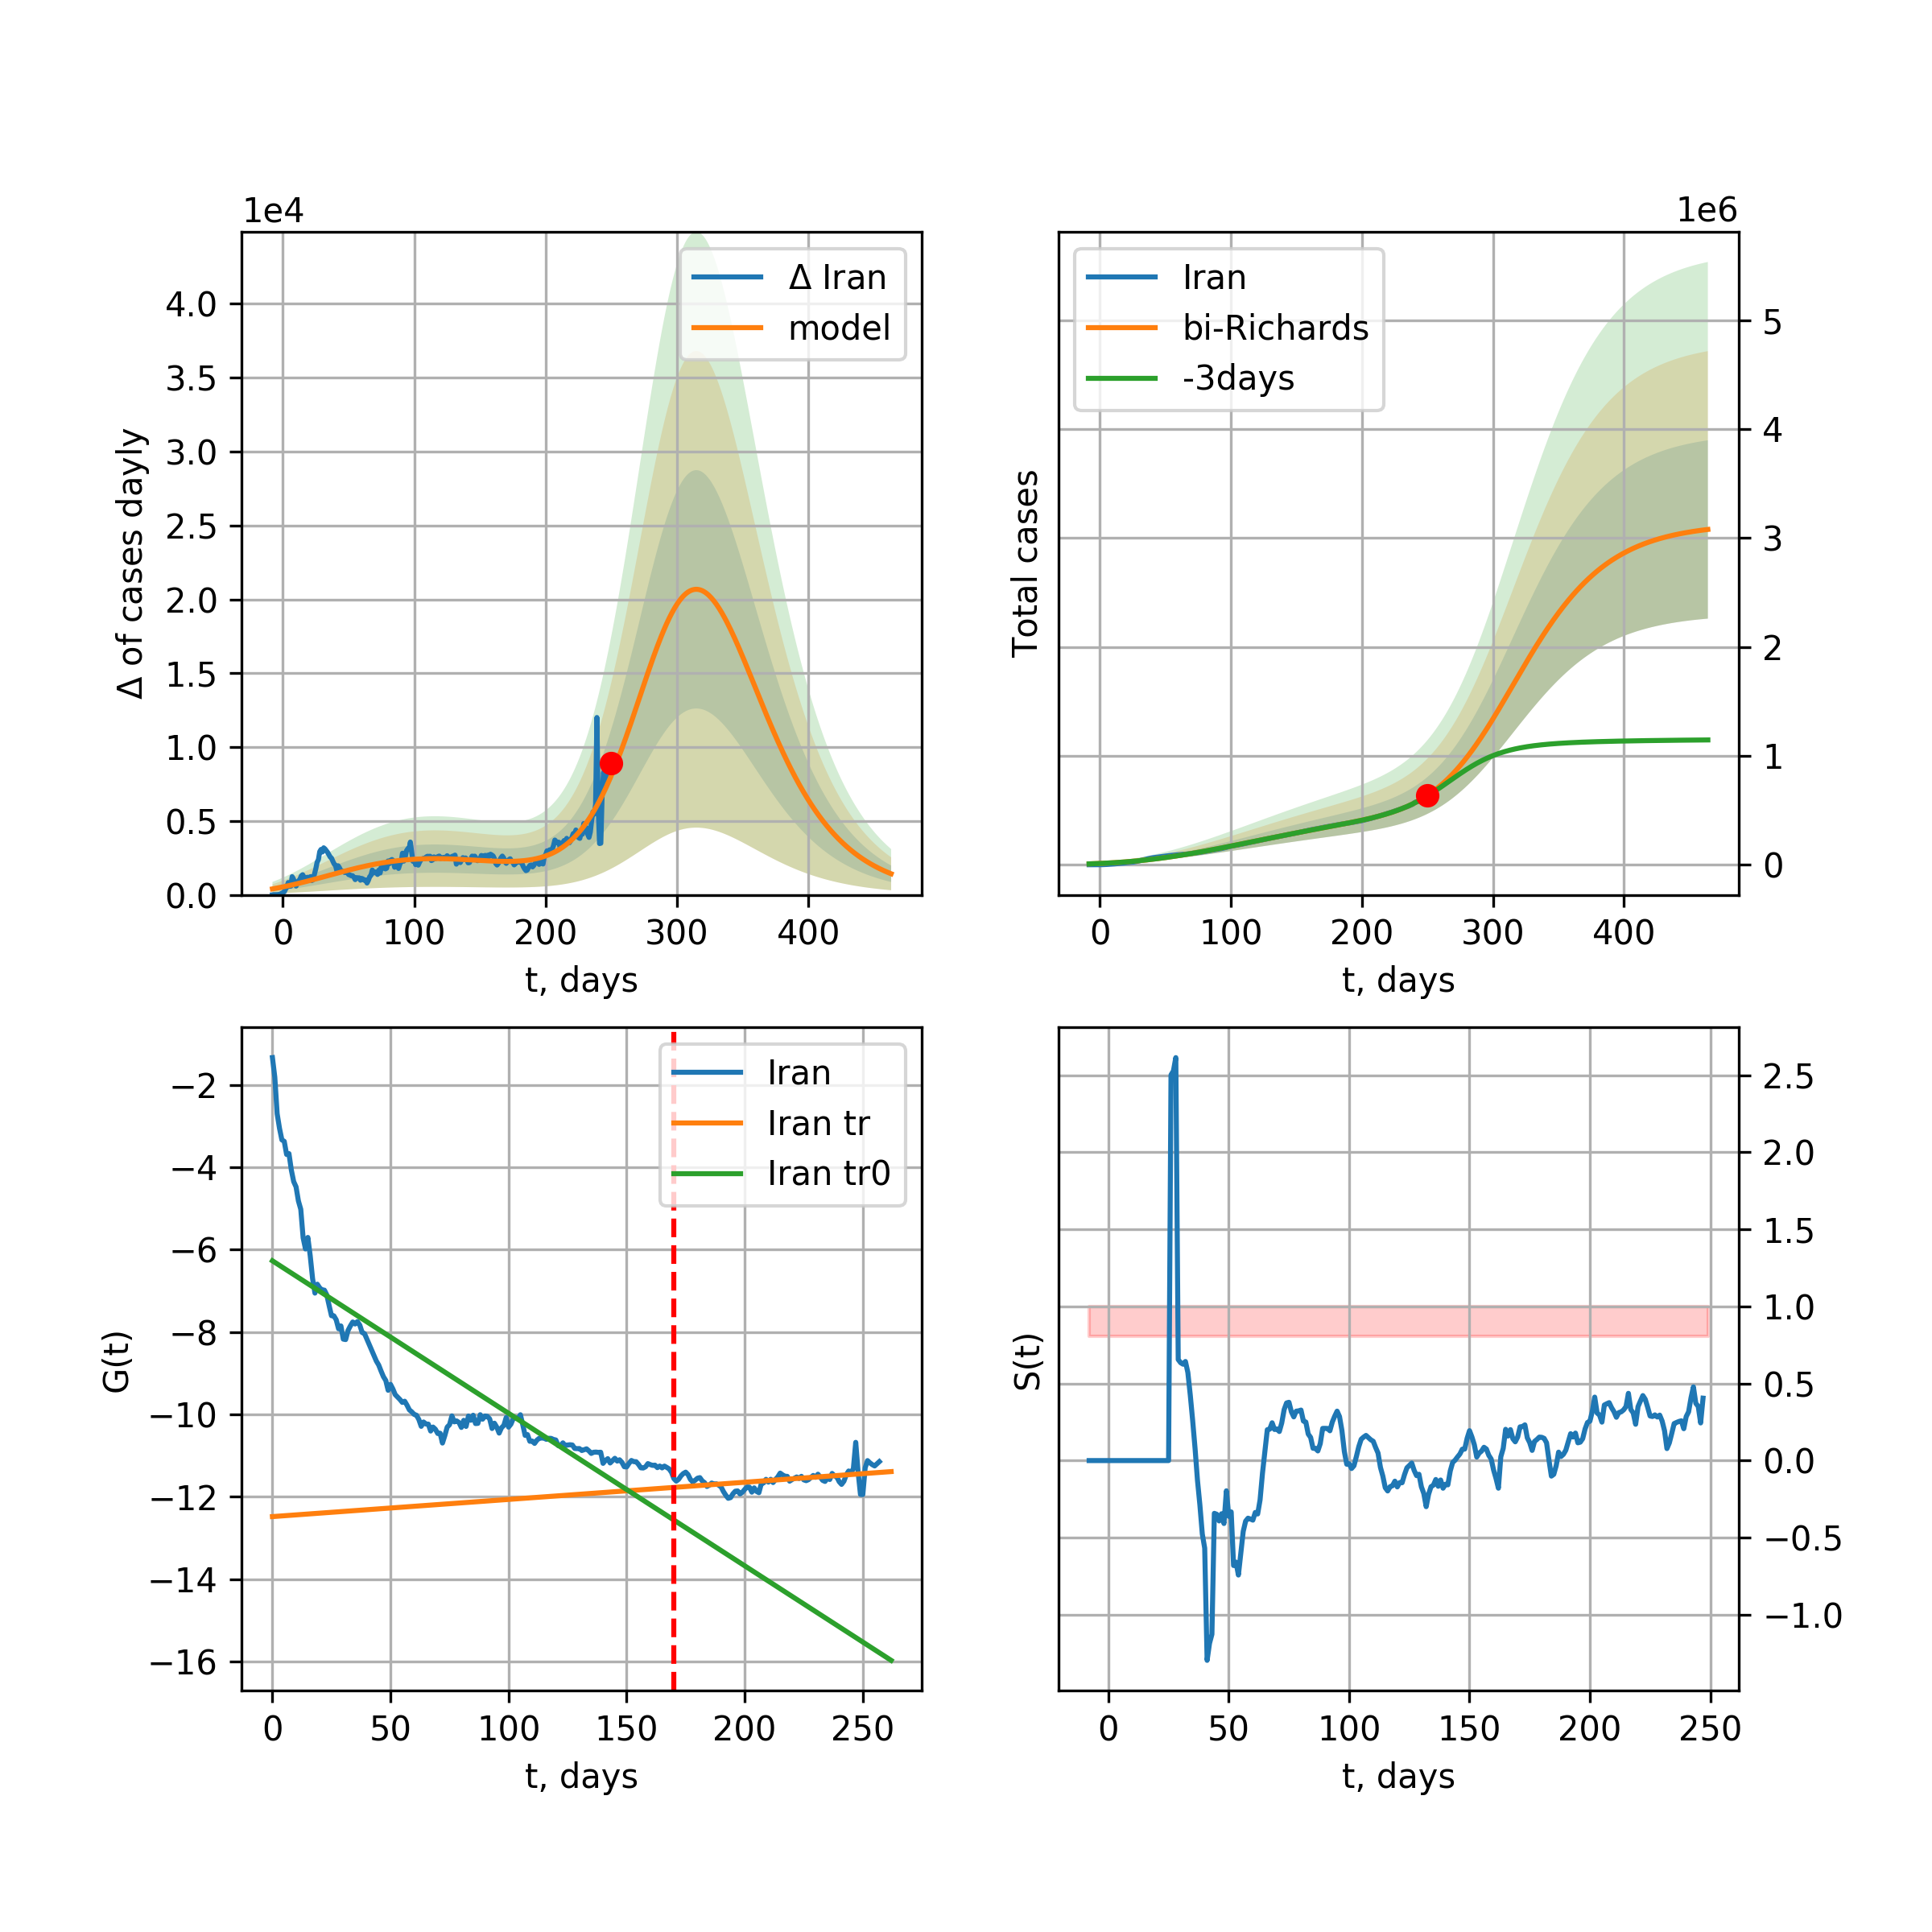 1e4
Δ Iran
model
4.0
3.5
3.0
2.5
2.0
1.5
1.0
0.5
0.0
Δ of cases dayly
0 100 200 300 400
t, days
1e6
Iran
bi-Richards
-3days
5
4
3
2
1
0
Total cases
0 100 200 300 400
t, days
Iran
Iran tr
Iran tr0
−2
−4
−6
−8
−10
−12
−14
−16
G(t)
0 50 100 150 200 250
t, days
2.5
2.0
1.5
1.0
0.5
0.0
−0.5
−1.0
S(t)
0 50 100 150 200 250
t, days